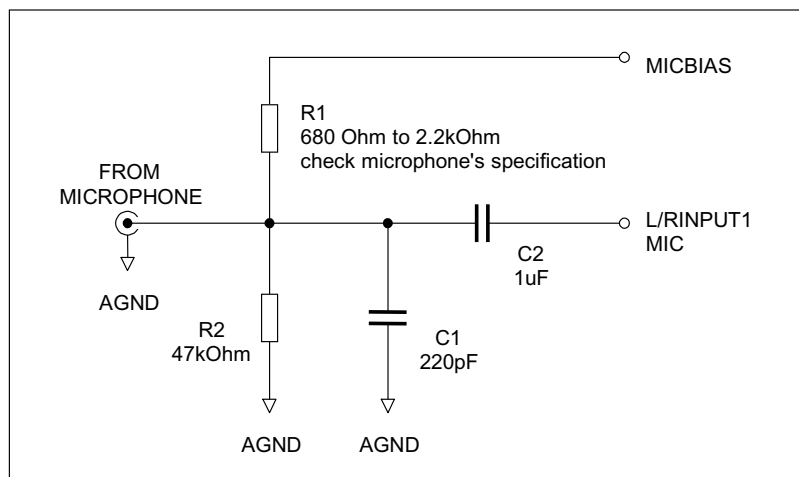 MICBIAS
R1
680 Ohm to 2.2kOhm
check microphone's specification
FROM
MICROPHONE
L/RINPUT1
MIC
C2
1uF
AGND
R2
47kOhm
C1
220pF
AGND
AGND